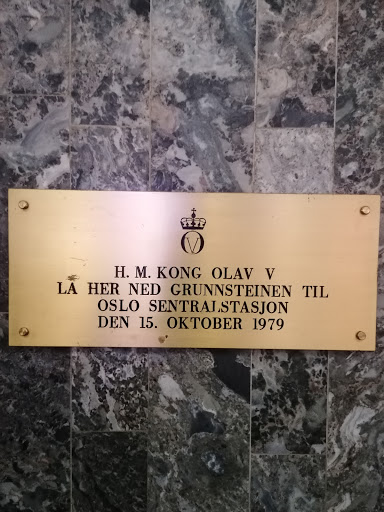 H. M. KONG OLAV V
LA HER NED GRUNNSTEINEN TIL
OSLO SENTRALSTASJON
DEN 15. OKTOBER 1979